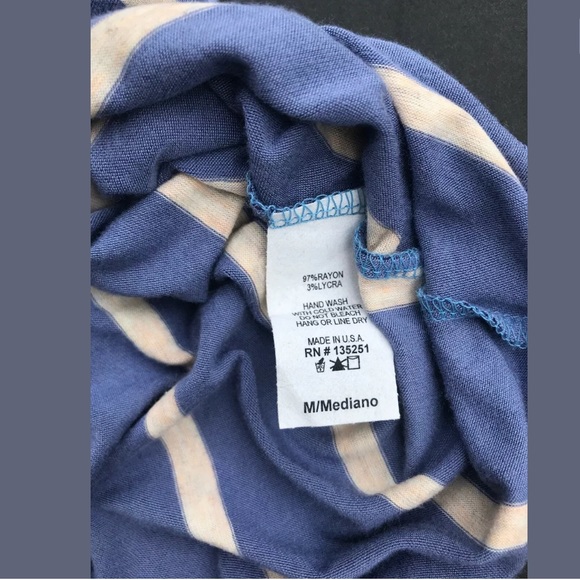 97%RAYON
3%LYCRA
HAND WASH
WITH COLD WATER
DO NOT BLEACH
HANG OR LINE DRY
MADE IN U.S.A.
RN # 135251
M/Mediano